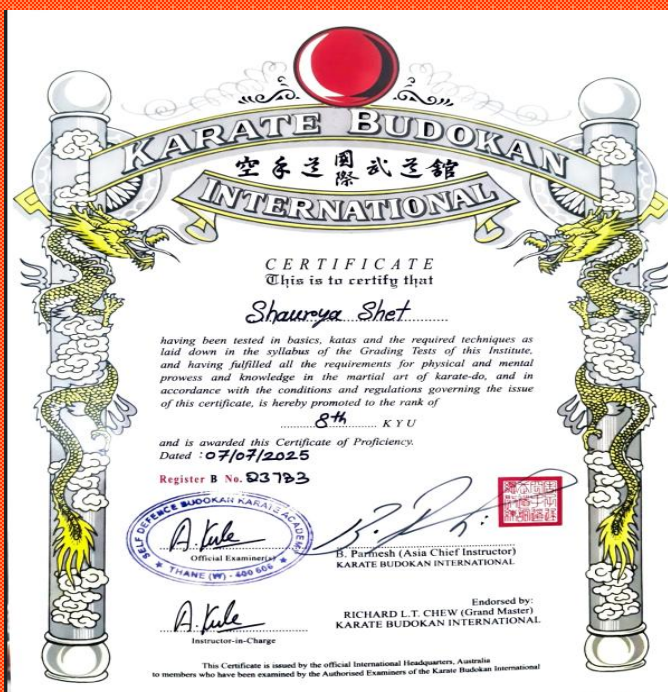 KARATE BUDOKAN
空手道國際武道館
INTERNATIONAL
CERTIFICATE
This is to certify that
Shaurya Shet
having been tested in basics, katas and the required techniques as
laid down in the syllabus of the Grading Tests of this Institute,
and having fulfilled all the requirements for physical and mental
prowess and knowledge in the martial art of karate-do, and in
accordance with the conditions and regulations governing the issue
of this certificate, is hereby promoted to the rank of
8th KYU
and is awarded this Certificate of Proficiency.
Dated : 07/07/2025
Register B No. 23783
SELF DEFENCE BUDOKAN KARATE ACADEMY
A. Kule
Official Examiner(s)
THANE (W) - 400 606
B. Parmesh (Asia Chief Instructor)
KARATE BUDOKAN INTERNATIONAL
A. Kule
Instructor-in-Charge
Endorsed by:
RICHARD L.T. CHEW (Grand Master)
KARATE BUDOKAN INTERNATIONAL
This Certificate is issued by the official International Headquarters, Australia
to members who have been examined by the Authorised Examiners of the Karate Budokan International